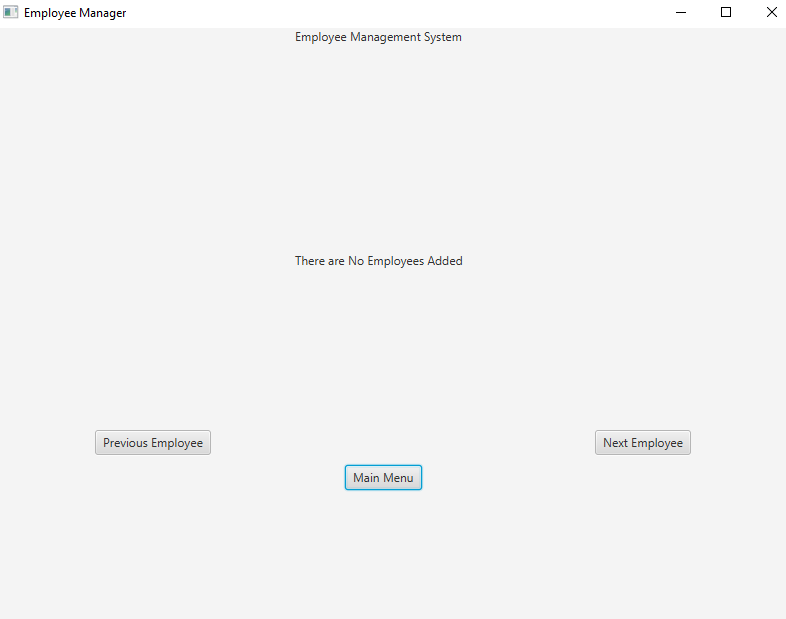 Employee Manager
Employee Management System
There are No Employees Added
Previous Employee
Next Employee
Main Menu